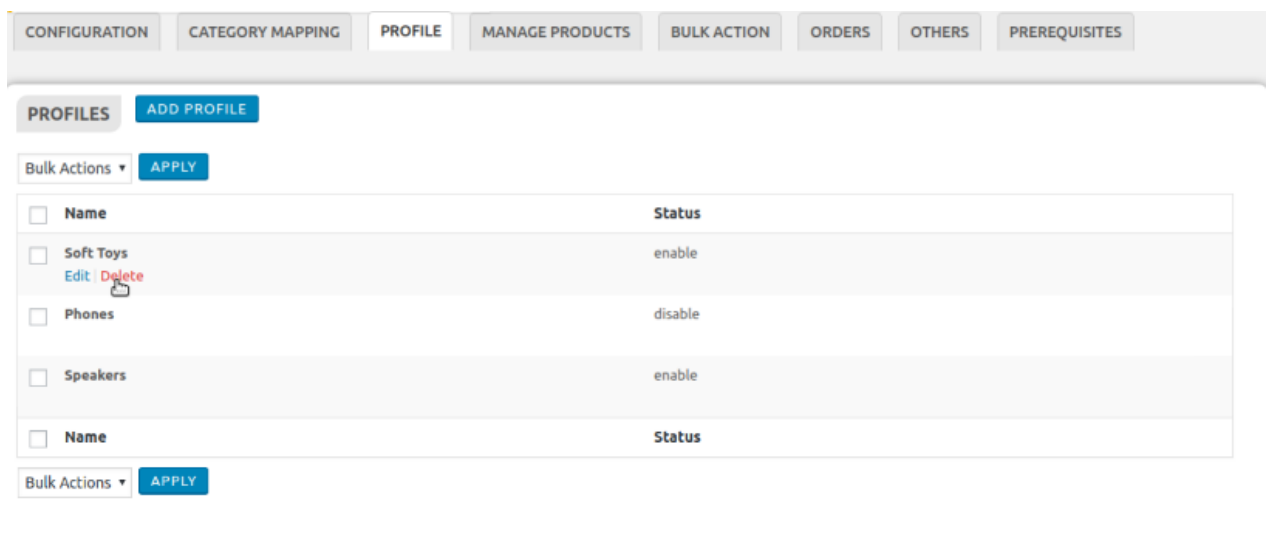 CONFIGURATION CATEGORY MAPPING PROFILE MANAGE PRODUCTS BULK ACTION ORDERS OTHERS PREREQUISITES
PROFILES ADD PROFILE
Bulk Actions APPLY
Name Status
Soft Toys enable
Edit | Delete
Phones disable
Speakers enable
Name Status
Bulk Actions APPLY